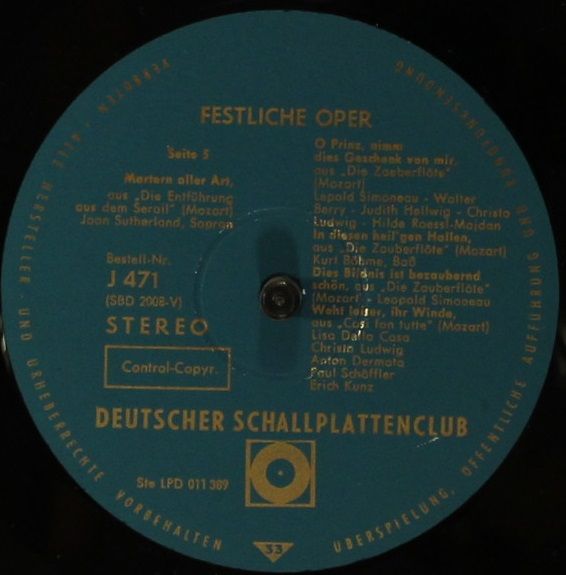 FESTLICHE OPER
Seite 5
Martern aller Art,
aus „Die Entführung
aus dem Serail" (Mozart)
Joan Sutherland, Sopran
Bestell-Nr.
J 471
(SBD 2008-V)
STEREO
Control-Copyr.
O Prinz, nimm
dies Geschenk von mir,
aus „Die Zauberflöte"
(Mozart)
Leopold Simoneau - Walter
Berry - Judith Hellwig - Christa
Ludwig - Hilde Roessl-Majdan
In diesen heil'gen Hallen,
aus „Die Zauberflöte" (Mozart)
Kurt Böhme, Baß
Dies Bildnis ist bezaubernd
schön, aus „Die Zauberflöte"
(Mozart - Leopold Simoneau
Weht leiser, ihr Winde,
aus „Cosi fan tutte" (Mozart)
Lisa Della Casa
Christa Ludwig
Anton Dermota
Paul Schöffler
Erich Kunz
DEUTSCHER SCHALLPLATTENCLUB
Ste LPD 011 389
33
ALLE HERSTELLER- UND URHEBERRECHTE VORBEHALTEN
ÜBERSPIELUNG, ÖFFENTLICHE AUFFÜHRUNG UND RUNDFUNKSENDUNG VERBOTEN